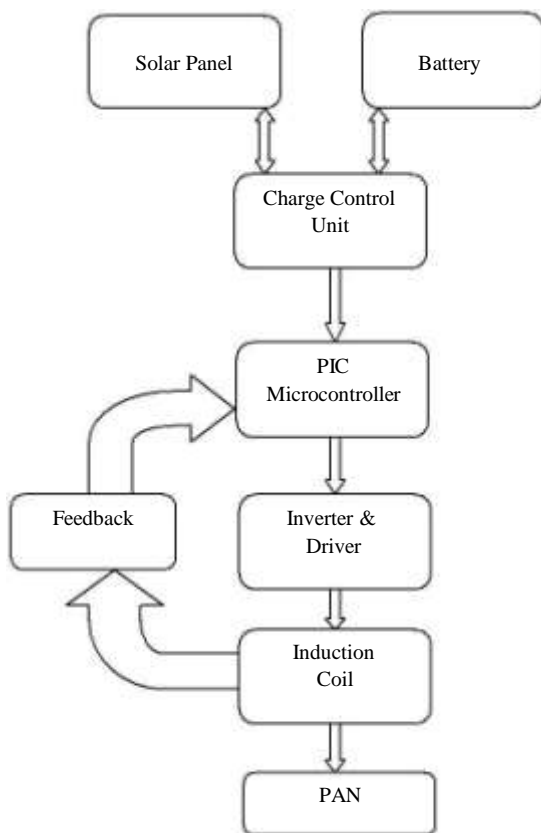 Solar Panel
Battery
Charge Control
Unit
PIC
Microcontroller
Feedback
Inverter &
Driver
Induction
Coil
PAN